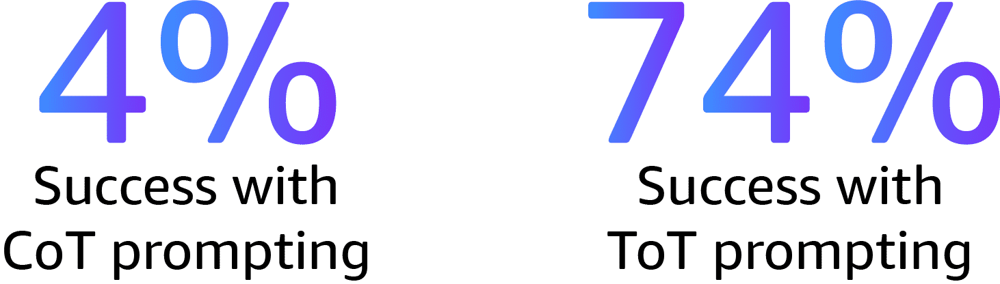 4%
Success with
CoT prompting
74%
Success with
ToT prompting